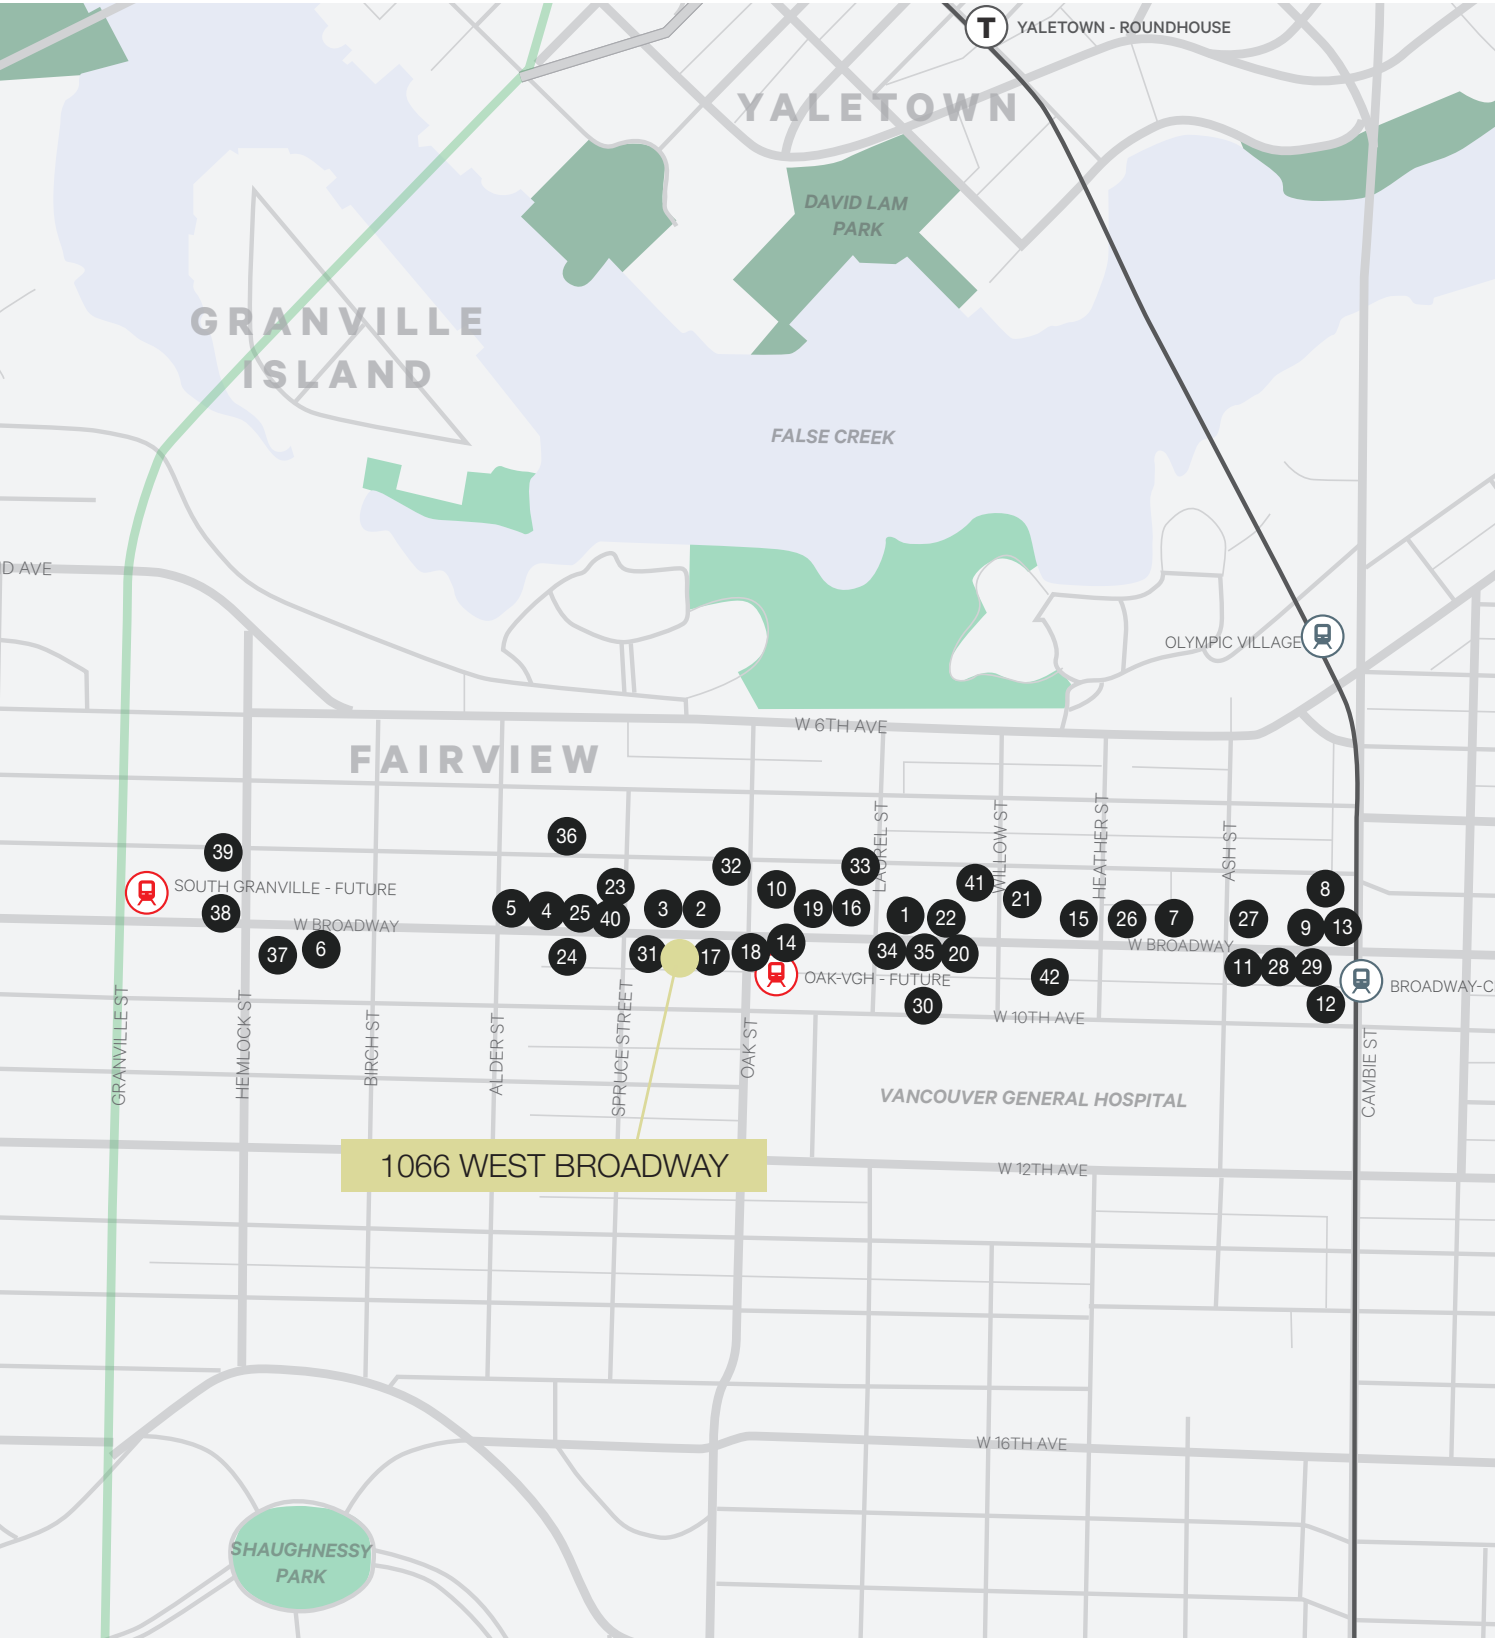 T
YALETOWN - ROUNDHOUSE
YALETOWN
DAVID LAM
PARK
GRANVILLE
ISLAND
FALSE CREEK
D AVE
OLYMPIC VILLAGE
W 6TH AVE
FAIRVIEW
36
39
32
33
LAUREL ST
WILLOW ST
HEATHER ST
ASH ST
SOUTH GRANVILLE - FUTURE
23
10
41
21
8
38
W BROADWAY
5
4
25
40
3
2
19
16
1
22
15
26
7
27
9
13
37
6
24
31
17
18
14
34
35
20
W BROADWAY
11
28
29
OAK-VGH - FUTURE
42
BROADWAY-C
30
12
W 10TH AVE
GRANVILLE ST
HEMLOCK ST
BIRCH ST
ALDER ST
SPRUCE STREET
OAK ST
CAMBIE ST
VANCOUVER GENERAL HOSPITAL
1066 WEST BROADWAY
W 12TH AVE
W 16TH AVE
SHAUGHNESSY
PARK